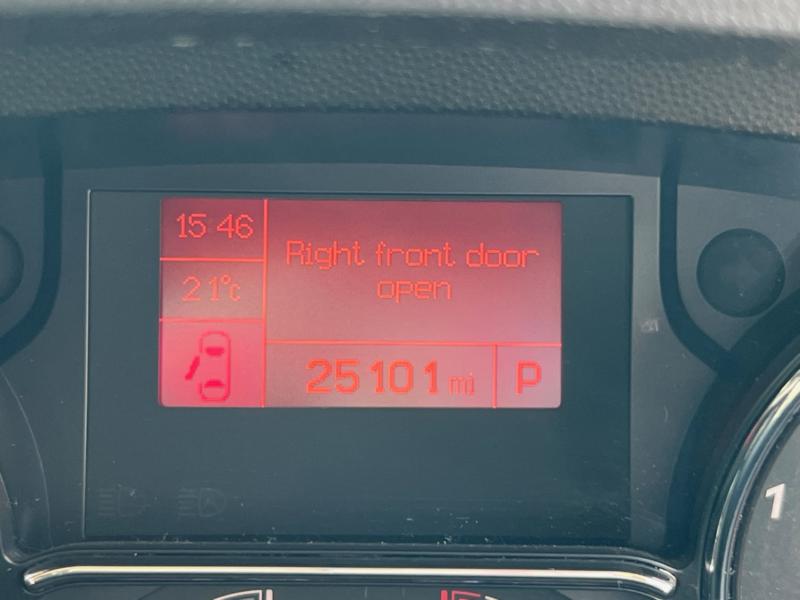 15 46
21°C
Right front door
open
25101 mi
P
1